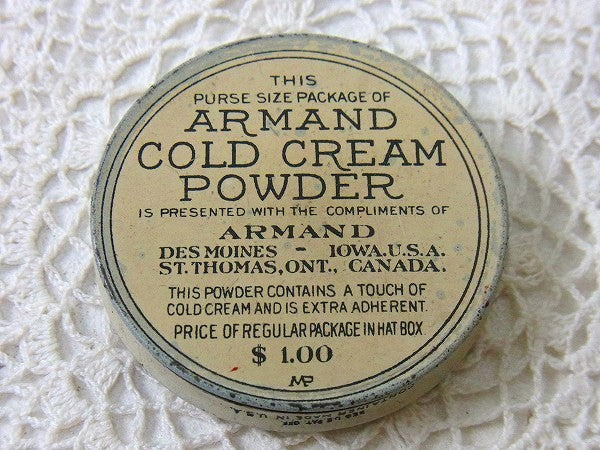 THIS
PURSE SIZE PACKAGE OF
ARMAND
COLD CREAM
POWDER
IS PRESENTED WITH THE COMPLIMENTS OF
ARMAND
DES MOINES - IOWA. U.S.A.
ST. THOMAS, ONT., CANADA.
THIS POWDER CONTAINS A TOUCH OF
COLD CREAM AND IS EXTRA ADHERENT.
PRICE OF REGULAR PACKAGE IN HAT BOX
$ 1.00
MP
MADE IN U.S.A.